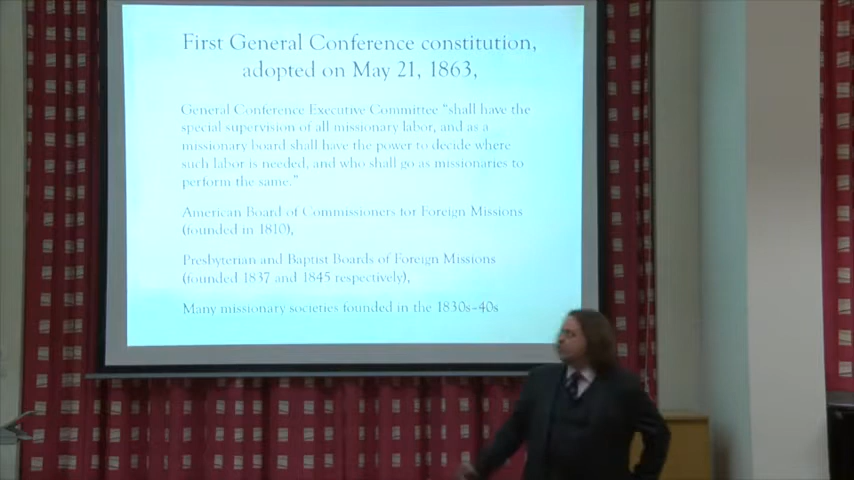 First General Conference constitution,
adopted on May 21, 1863,
General Conference Executive Committee “shall have the
special supervision of all missionary labor, and as a
missionary board shall have the power to decide where
such labor is needed, and who shall go as missionaries to
perform the same.”
American Board of Commissioners for Foreign Missions
(founded in 1810),
Presbyterian and Baptist Boards of Foreign Missions
(founded 1837 and 1845 respectively),
Many missionary societies founded in the 1830s–40s